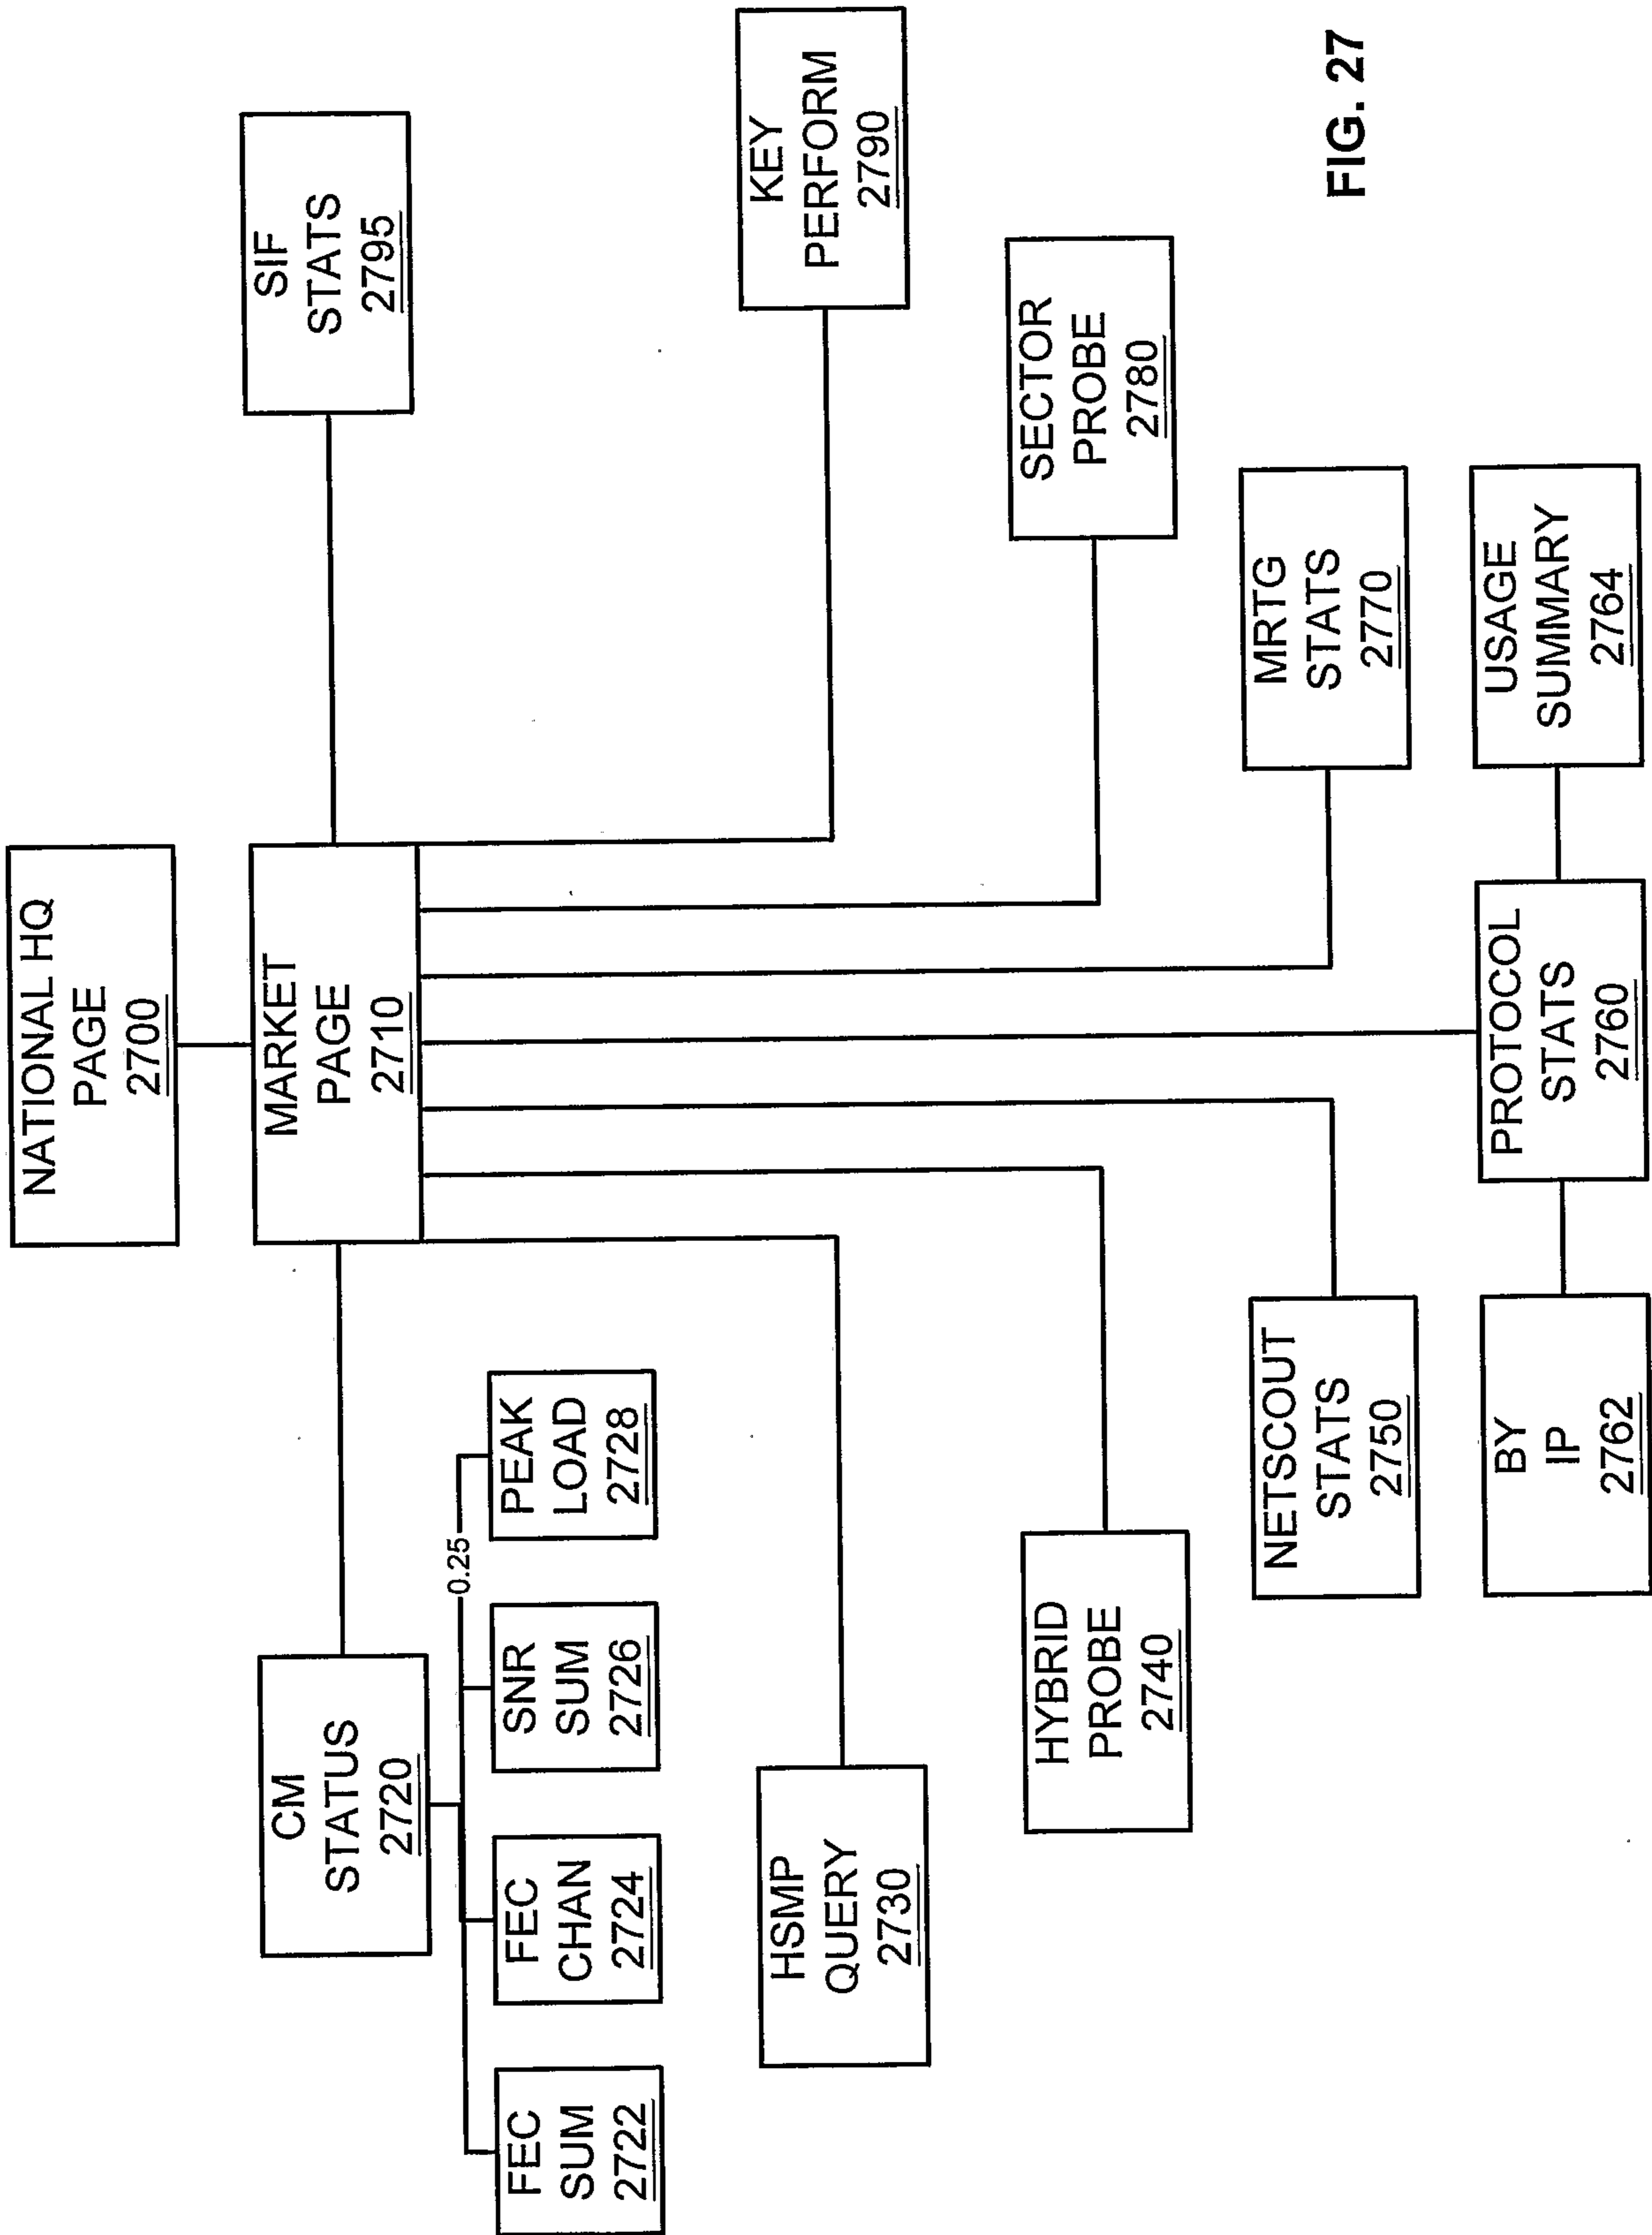 NATIONAL HQ
PAGE
2700
CM
STATUS
2720
MARKET
PAGE
2710
SIF
STATS
2795
0.25
FEC
SUM
2722
FEC
CHAN
2724
SNR
SUM
2726
PEAK
LOAD
2728
HSMP
QUERY
2730
KEY
PERFORM
2790
HYBRID
PROBE
2740
SECTOR
PROBE
2780
NETSCOUT
STATS
2750
MRTG
STATS
2770
BY
IP
2762
PROTOCOL
STATS
2760
USAGE
SUMMARY
2764
FIG. 27